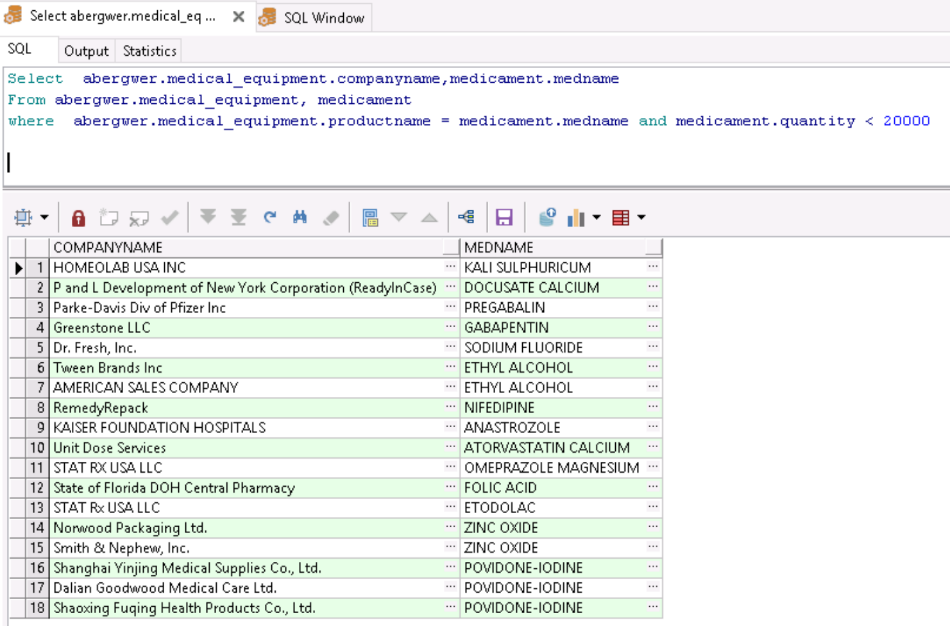 Select abergwer.medical_eq ... SQL Window
SQL Output Statistics
Select abergwer.medical_equipment.companyname,medicament.medname
From abergwer.medical_equipment, medicament
where abergwer.medical_equipment.productname = medicament.medname and medicament.quantity < 20000
COMPANYNAME ... MEDNAME ...
1 HOMEOLAB USA INC ... KALI SULPHURICUM ...
2 P and L Development of New York Corporation (ReadyInCase) ... DOCUSATE CALCIUM ...
3 Parke-Davis Div of Pfizer Inc ... PREGABALIN ...
4 Greenstone LLC ... GABAPENTIN ...
5 Dr. Fresh, Inc. ... SODIUM FLUORIDE ...
6 Tween Brands Inc ... ETHYL ALCOHOL ...
7 AMERICAN SALES COMPANY ... ETHYL ALCOHOL ...
8 RemedyRepack ... NIFEDIPINE ...
9 KAISER FOUNDATION HOSPITALS ... ANASTROZOLE ...
10 Unit Dose Services ... ATORVASTATIN CALCIUM ...
11 STAT RX USA LLC ... OMEPRAZOLE MAGNESIUM ...
12 State of Florida DOH Central Pharmacy ... FOLIC ACID ...
13 STAT Rx USA LLC ... ETODOLAC ...
14 Norwood Packaging Ltd. ... ZINC OXIDE ...
15 Smith & Nephew, Inc. ... ZINC OXIDE ...
16 Shanghai Yinjing Medical Supplies Co., Ltd. ... POVIDONE-IODINE ...
17 Dalian Goodwood Medical Care Ltd. ... POVIDONE-IODINE ...
18 Shaoxing Fuqing Health Products Co., Ltd. ... POVIDONE-IODINE ...